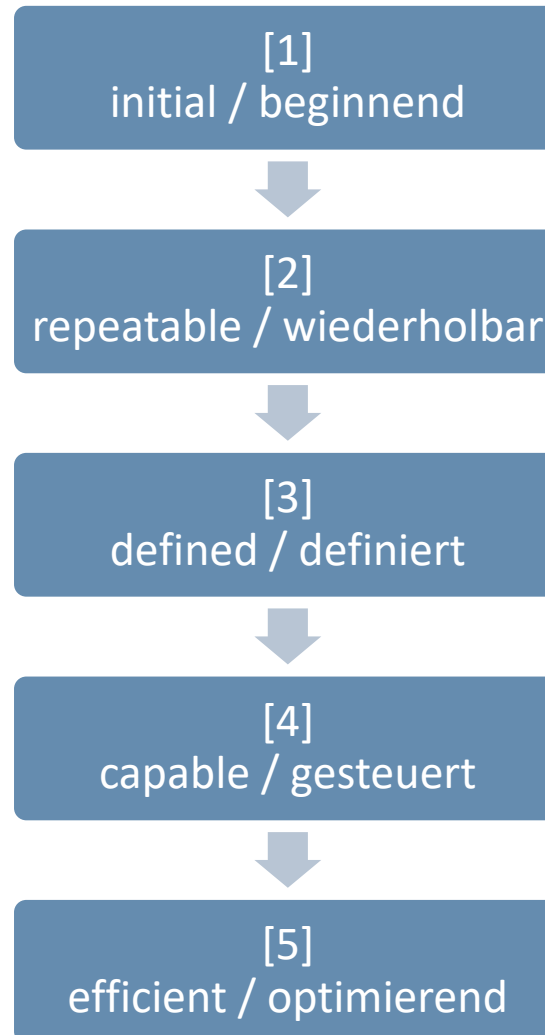 [1]
initial / beginnend
[2]
repeatable / wiederholbar
[3]
defined / definiert
[4]
capable / gesteuert
[5]
efficient / optimierend